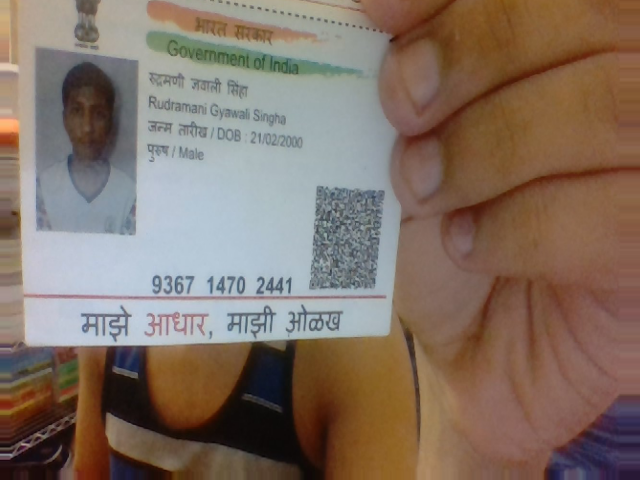 भारत सरकार
Government of India
रुद्रमणी ज्ञवाली सिंहा
Rudramani Gyawali Singha
जन्म तारीख / DOB : 21/02/2000
पुरुष / Male
9367 1470 2441
माझे आधार, माझी ओळख